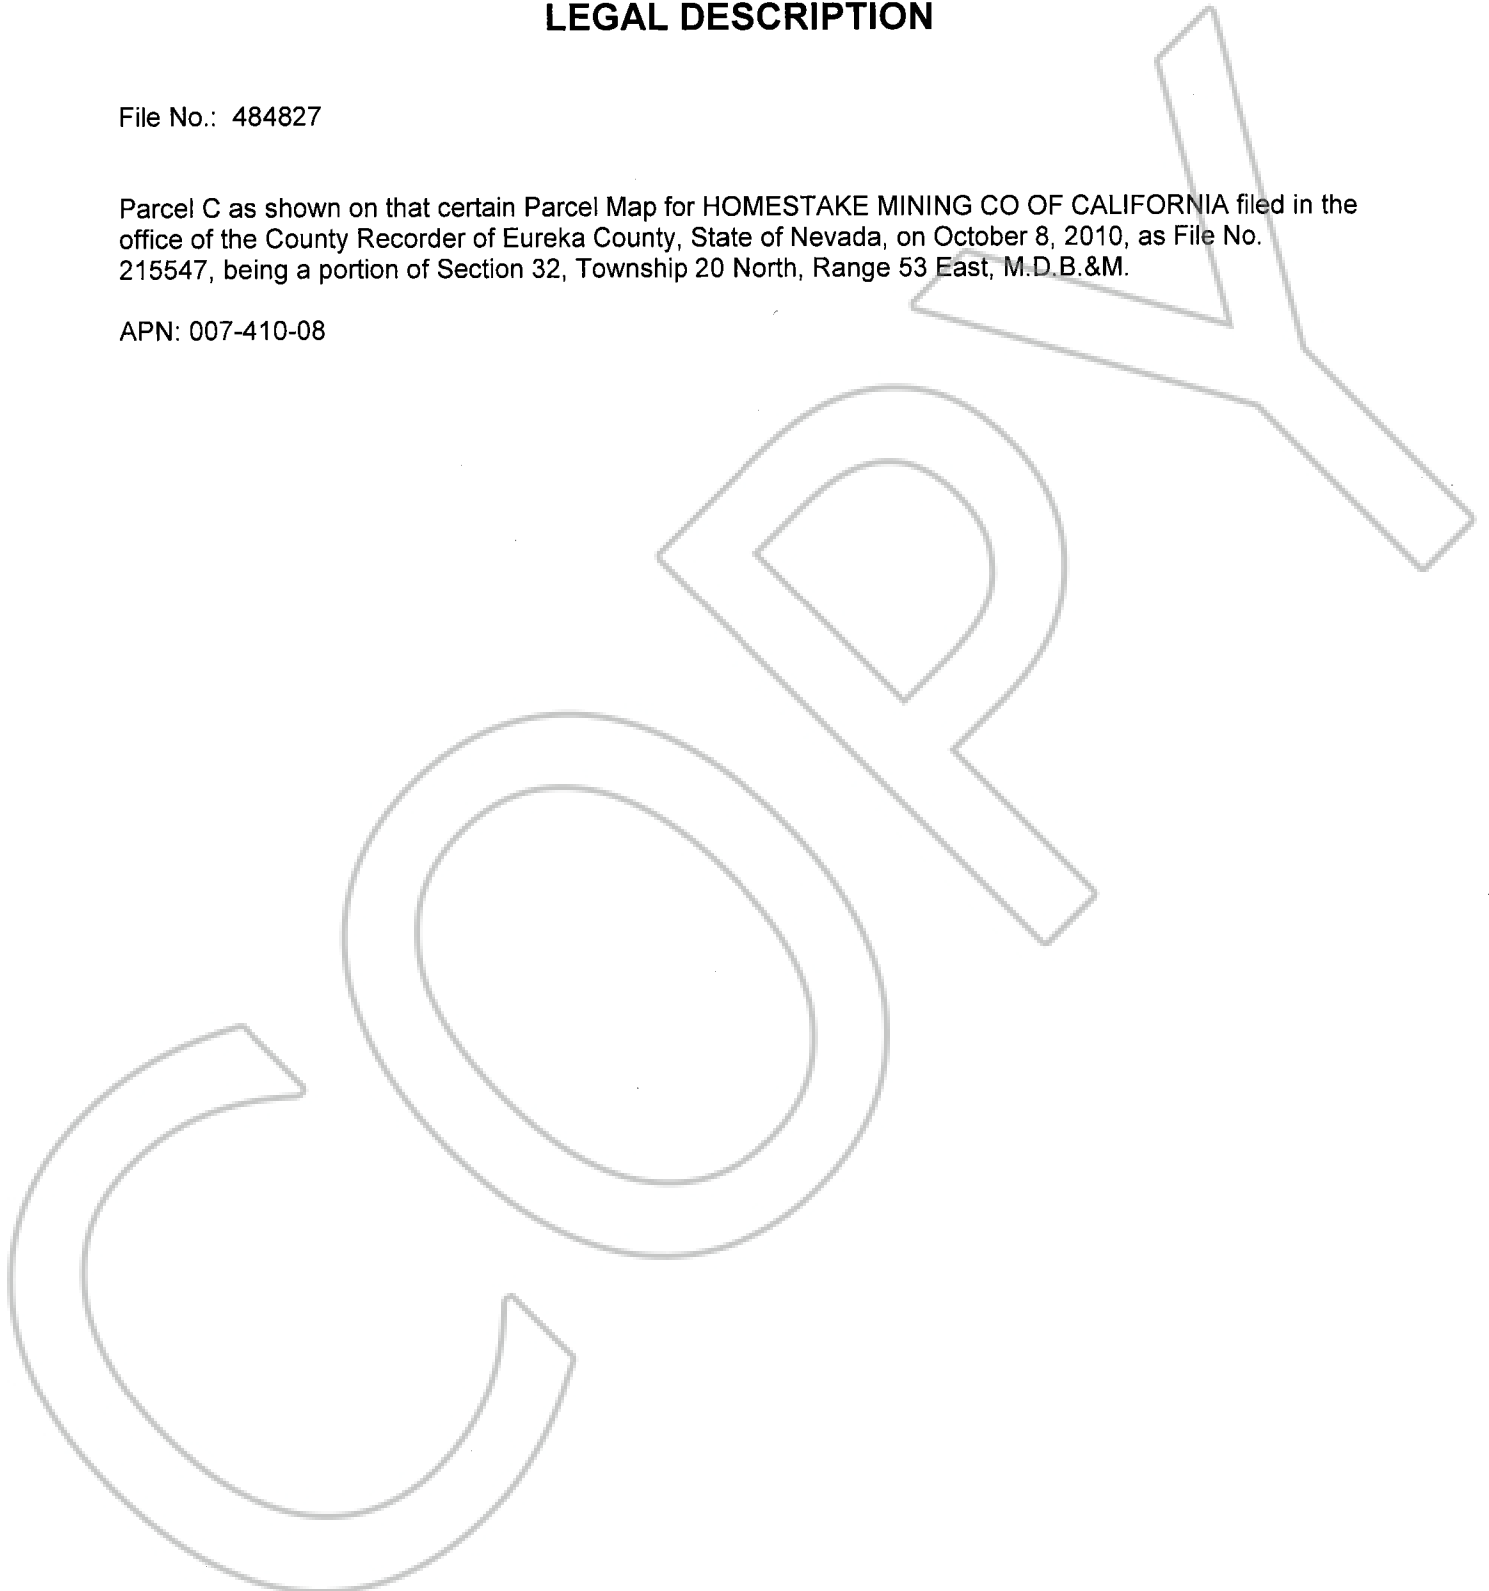 LEGAL DESCRIPTION
File No.: 484827
Parcel C as shown on that certain Parcel Map for HOMESTAKE MINING CO OF CALIFORNIA filed in the
office of the County Recorder of Eureka County, State of Nevada, on October 8, 2010, as File No.
215547, being a portion of Section 32, Township 20 North, Range 53 East, M.D.B.&M.
APN: 007-410-08
COPY